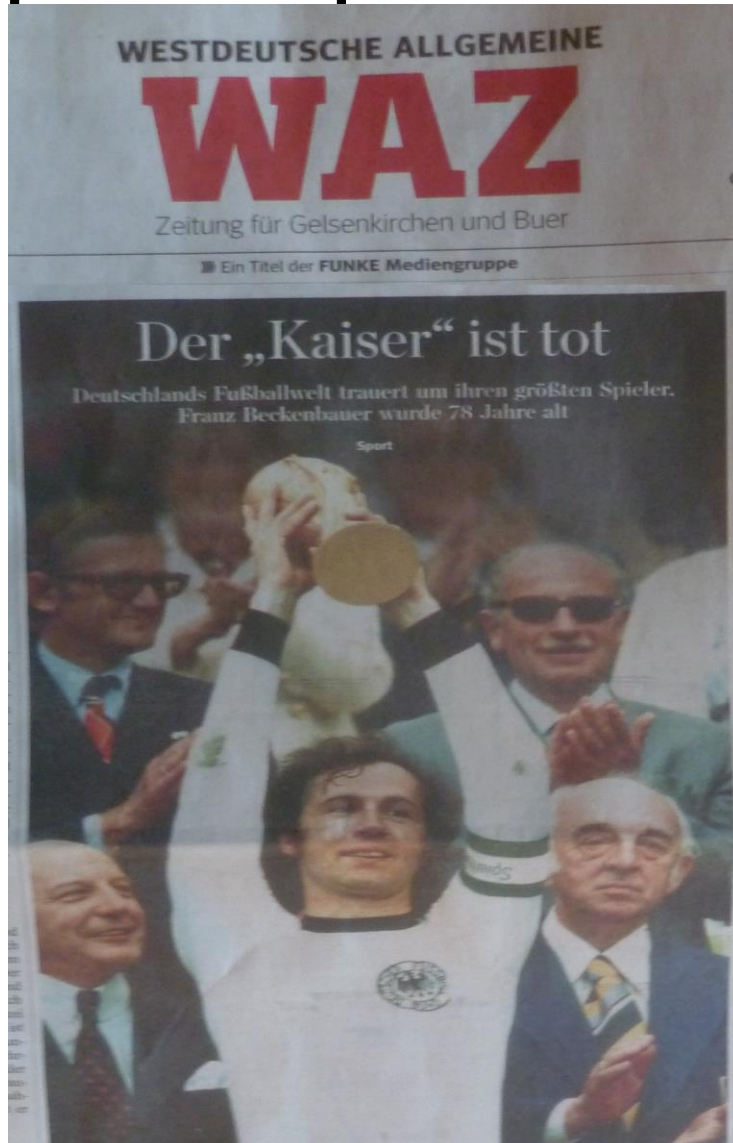 WESTDEUTSCHE ALLGEMEINE
WAZ
Zeitung für Gelsenkirchen und Buer
Ein Titel der FUNKE Mediengruppe
Der „Kaiser“ ist tot
Deutschlands Fußballwelt trauert um ihren größten Spieler.
Franz Beckenbauer wurde 78 Jahre alt
Sport